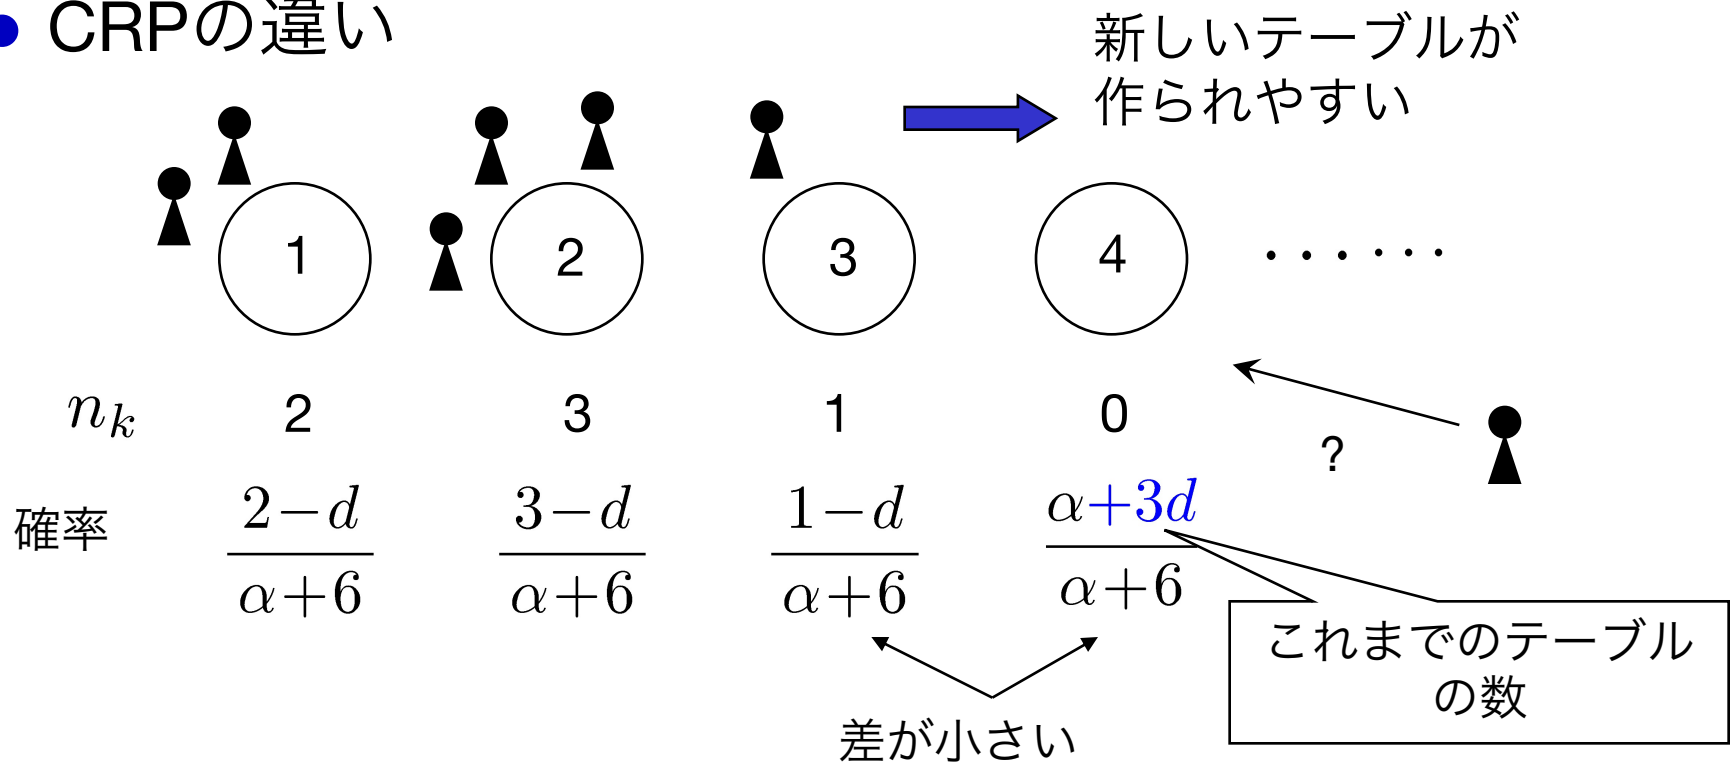 ● CRPの違い
新しいテーブルが
作られやすい
1 2 3 4 ・・・・・・
n_k 2 3 1 0
?
確率 2−d/α+6 3−d/α+6 1−d/α+6 α+3d/α+6
これまでのテーブル
の数
差が小さい